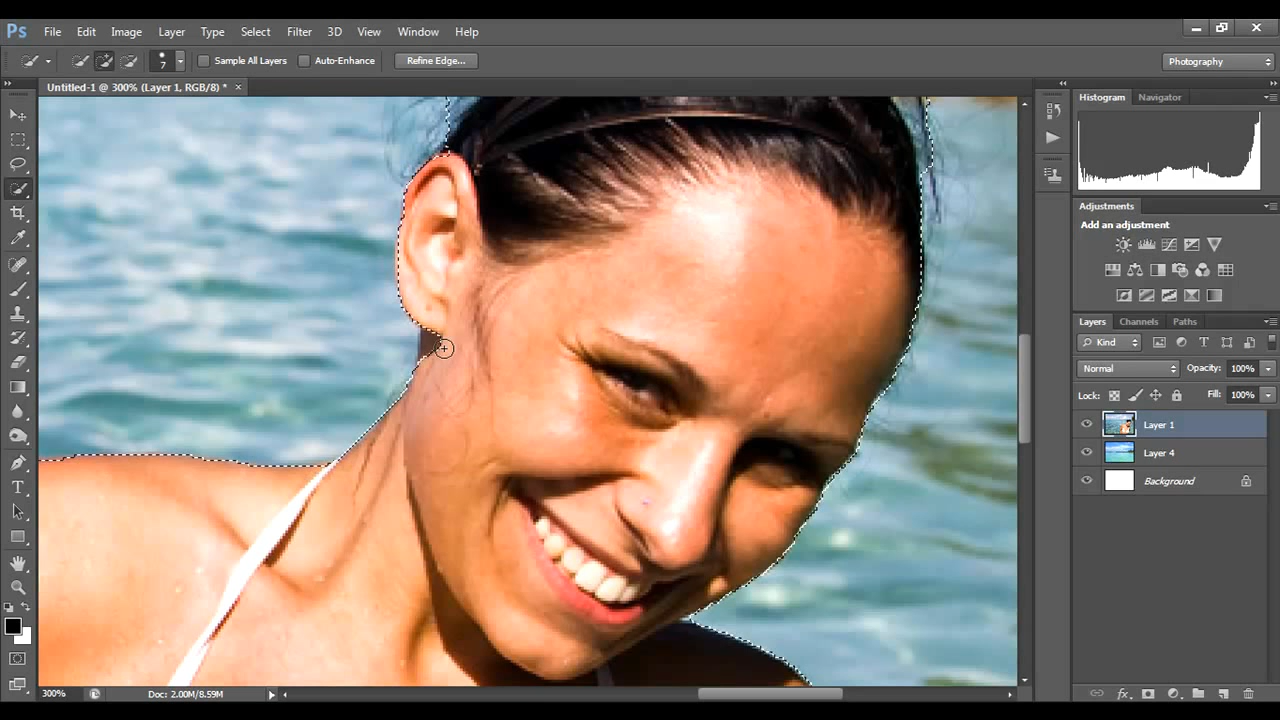 Ps File Edit Image Layer Type Select Filter 3D View Window Help
7 Sample All Layers Auto-Enhance Refine Edge... Photography
Untitled-1 @ 300% (Layer 1, RGB/8) * ×
Histogram Navigator
Adjustments
Add an adjustment
Layers Channels Paths
Kind
Normal Opacity: 100%
Lock: Fill: 100%
Layer 1
Layer 4
Background
300% Doc: 2.00M/8.59M